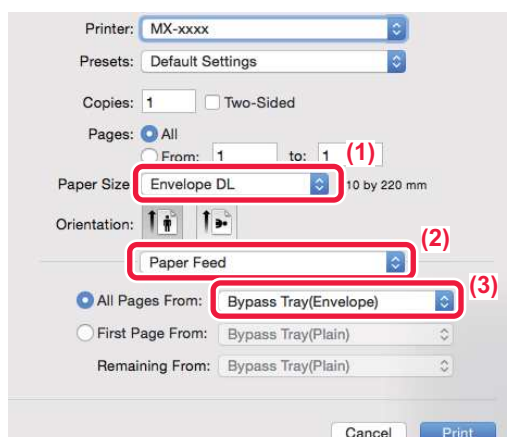 Printer: MX-xxxx
Presets: Default Settings
Copies: 1 Two-Sided
Pages: All
From: 1 to: 1 (1)
Paper Size Envelope DL 10 by 220 mm
Orientation:
(2)
Paper Feed
(3)
All Pages From: Bypass Tray(Envelope)
First Page From: Bypass Tray(Plain)
Remaining From: Bypass Tray(Plain)
Cancel Print